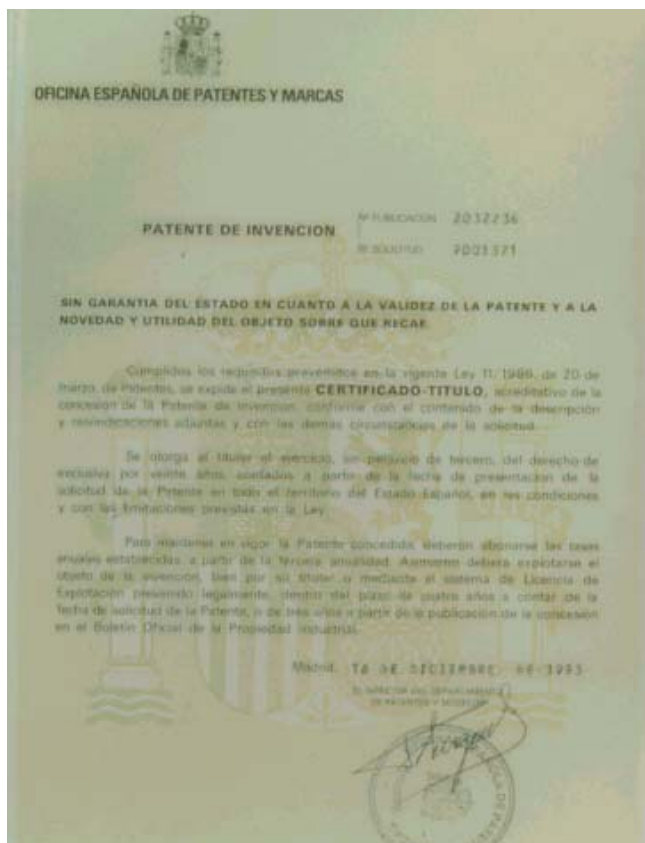 OFICINA ESPAÑOLA DE PATENTES Y MARCAS
PATENTE DE INVENCION
Nº PUBLICACION 2032236
Nº SOLICITUD
SIN GARANTIA DEL ESTADO EN CUANTO A LA VALIDEZ DE LA PATENTE Y A LA
NOVEDAD Y UTILIDAD DEL OBJETO SOBRE QUE RECAE.
Cumplidos los requisitos prevenidos en la vigente Ley 11/1986, de 20 de
marzo, de Patentes, se expide el presente CERTIFICADO-TITULO, acreditativo de la
concesión de la Patente de Invención, conforme con el contenido de la descripción
y reivindicaciones adjuntas y con las demás circunstancias de la solicitud.
Se otorga al titular el ejercicio, sin perjuicio de tercero, del derecho de
exclusiva por veinte años, contados a partir de la fecha de presentación de la
solicitud de la Patente en todo el territorio del Estado Español, en las condiciones
y con las limitaciones previstas en la Ley.
Para mantener en vigor la Patente concedida, deberán abonarse las tasas
anuales establecidas, a partir de la tercera anualidad. Asimismo deberá explotarse el
objeto de la invención, bien por su titular o mediante el sistema de Licencia de
Explotación prevenido legalmente, dentro del plazo de cuatro años a contar de la
fecha de solicitud de la Patente, o de tres años a partir de la publicación de la concesión
en el Boletín Oficial de la Propiedad Industrial.
Madrid, DE DICIEMBRE DE 1993
EL DIRECTOR DEL DEPARTAMENTO
DE PATENTES Y MODELOS
ESPAÑOLA DE